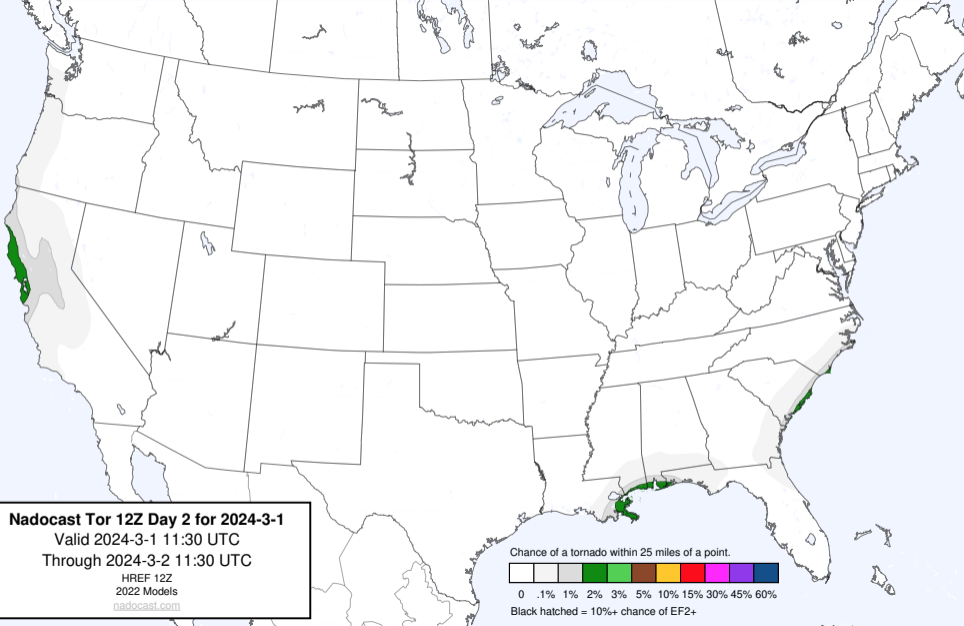 Nadocast Tor 12Z Day 2 for 2024-3-1
Valid 2024-3-1 11:30 UTC
Through 2024-3-2 11:30 UTC
HREF 12Z
2022 Models
nadocast.com
Chance of a tornado within 25 miles of a point.
0 .1% 1% 2% 3% 5% 10% 15% 30% 45% 60%
Black hatched = 10%+ chance of EF2+